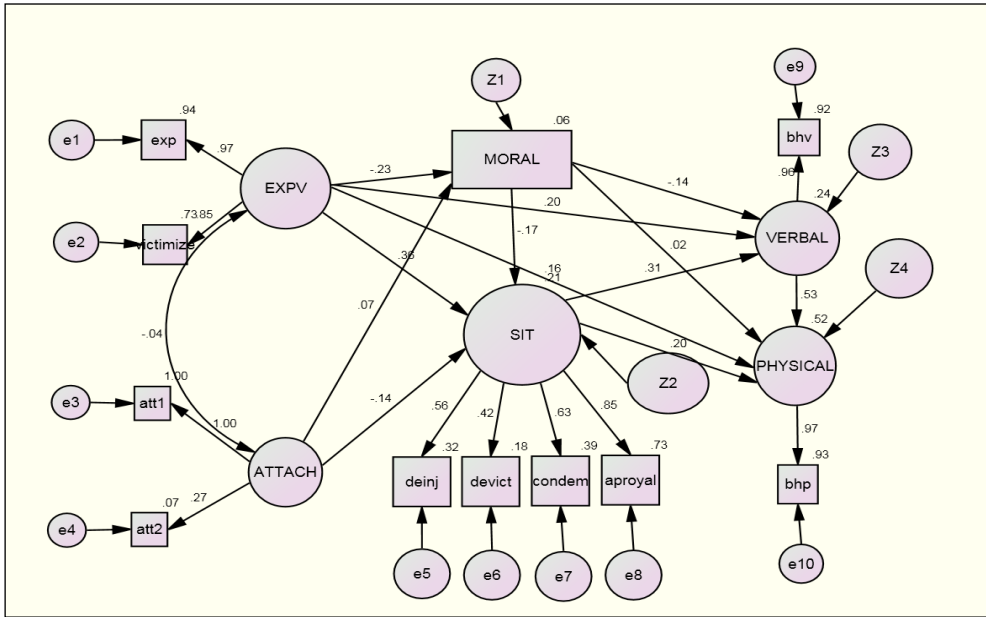 e9
Z1
.94
.06
.92
e1
exp
bhv
.97
MORAL
Z3
EXPV
-.23
-.14
.96
.24
.20
.73
.85
e2
victimize
-.17
.02
VERBAL
.36
.16
.21
.31
Z4
.07
SIT
.53
-.04
.52
.20
PHYSICAL
Z2
1.00
-.14
e3
att1
1.00
.56
.42
.63
.85
.97
.32
.18
.39
.73
.93
ATTACH
deinj
devict
condem
aproyal
bhp
.07
.27
e4
att2
e5
e6
e7
e8
e10